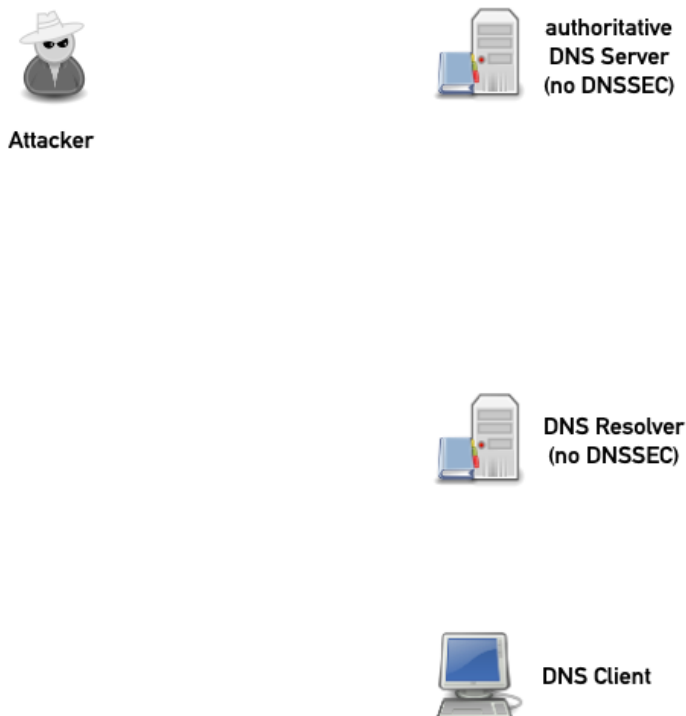 authoritative
DNS Server
(no DNSSEC)
Attacker
DNS Resolver
(no DNSSEC)
DNS Client